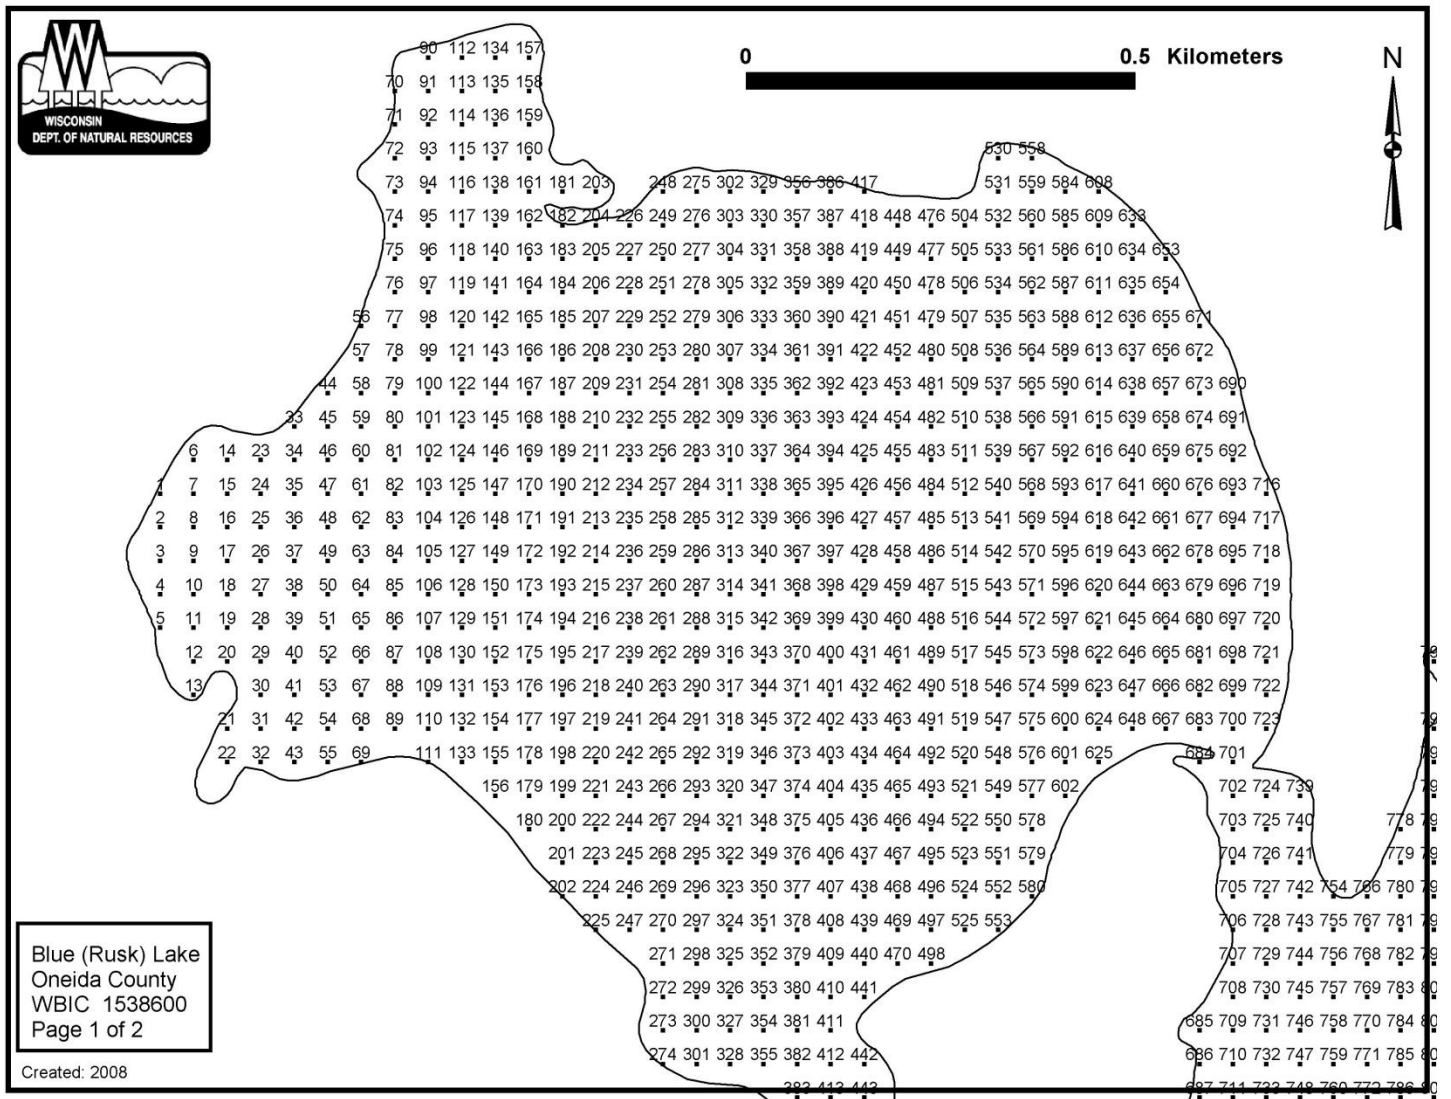 WISCONSIN
DEPT. OF NATURAL RESOURCES
0 0.5 Kilometers
N
90 112 134 157
70 91 113 135 158
71 92 114 136 159
72 93 115 137 160 530 558
73 94 116 138 161 181 203 248 275 302 329 356 386 417 531 559 584 608
74 95 117 139 162 182 204 226 249 276 303 330 357 387 418 448 476 504 532 560 585 609 633
75 96 118 140 163 183 205 227 250 277 304 331 358 388 419 449 477 505 533 561 586 610 634 653
76 97 119 141 164 184 206 228 251 278 305 332 359 389 420 450 478 506 534 562 587 611 635 654
56 77 98 120 142 165 185 207 229 252 279 306 333 360 390 421 451 479 507 535 563 588 612 636 655 671
57 78 99 121 143 166 186 208 230 253 280 307 334 361 391 422 452 480 508 536 564 589 613 637 656 672
44 58 79 100 122 144 167 187 209 231 254 281 308 335 362 392 423 453 481 509 537 565 590 614 638 657 673 690
33 45 59 80 101 123 145 168 188 210 232 255 282 309 336 363 393 424 454 482 510 538 566 591 615 639 658 674 691
6 14 23 34 46 60 81 102 124 146 169 189 211 233 256 283 310 337 364 394 425 455 483 511 539 567 592 616 640 659 675 692
1 7 15 24 35 47 61 82 103 125 147 170 190 212 234 257 284 311 338 365 395 426 456 484 512 540 568 593 617 641 660 676 693 716
2 8 16 25 36 48 62 83 104 126 148 171 191 213 235 258 285 312 339 366 396 427 457 485 513 541 569 594 618 642 661 677 694 717
3 9 17 26 37 49 63 84 105 127 149 172 192 214 236 259 286 313 340 367 397 428 458 486 514 542 570 595 619 643 662 678 695 718
4 10 18 27 38 50 64 85 106 128 150 173 193 215 237 260 287 314 341 368 398 429 459 487 515 543 571 596 620 644 663 679 696 719
5 11 19 28 39 51 65 86 107 129 151 174 194 216 238 261 288 315 342 369 399 430 460 488 516 544 572 597 621 645 664 680 697 720
12 20 29 40 52 66 87 108 130 152 175 195 217 239 262 289 316 343 370 400 431 461 489 517 545 573 598 622 646 665 681 698 721
13 30 41 53 67 88 109 131 153 176 196 218 240 263 290 317 344 371 401 432 462 490 518 546 574 599 623 647 666 682 699 722
21 31 42 54 68 89 110 132 154 177 197 219 241 264 291 318 345 372 402 433 463 491 519 547 575 600 624 648 667 683 700 723
22 32 43 55 69 111 133 155 178 198 220 242 265 292 319 346 373 403 434 464 492 520 548 576 601 625 684 701
156 179 199 221 243 266 293 320 347 374 404 435 465 493 521 549 577 602 702 724 739
180 200 222 244 267 294 321 348 375 405 436 466 494 522 550 578 703 725 740 778
201 223 245 268 295 322 349 376 406 437 467 495 523 551 579 704 726 741 779
202 224 246 269 296 323 350 377 407 438 468 496 524 552 580 705 727 742 754 766 780
225 247 270 297 324 351 378 408 439 469 497 525 553 706 728 743 755 767 781
271 298 325 352 379 409 440 470 498 707 729 744 756 768 782
272 299 326 353 380 410 441 708 730 745 757 769 783
273 300 327 354 381 411 685 709 731 746 758 770 784
274 301 328 355 382 412 442 686 710 732 747 759 771 785
383 413 443 687 711 733 748 760 772 786
Blue (Rusk) Lake
Oneida County
WBIC 1538600
Page 1 of 2
Created: 2008